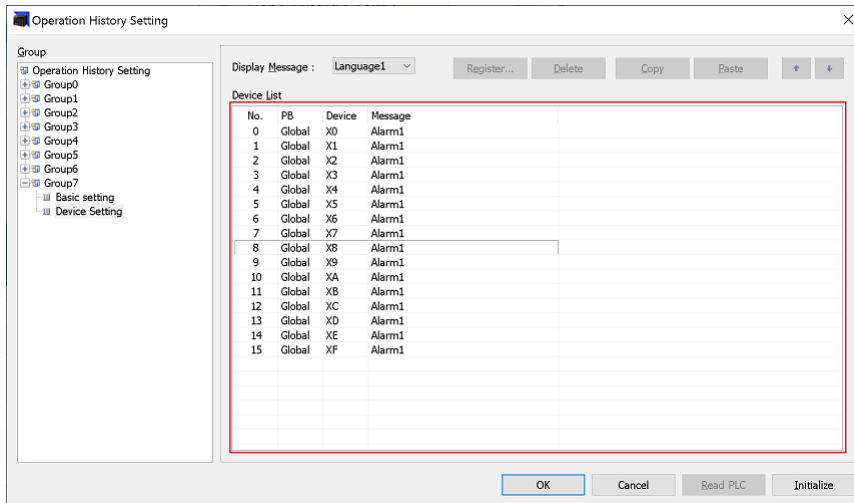 Operation History Setting
Group
Operation History Setting
Group0
Group1
Group2
Group3
Group4
Group5
Group6
Group7
Basic setting
Device Setting
Display Message : Language1 Register... Delete Copy Paste
Device List
No. PB Device Message
0 Global X0 Alarm1
1 Global X1 Alarm1
2 Global X2 Alarm1
3 Global X3 Alarm1
4 Global X4 Alarm1
5 Global X5 Alarm1
6 Global X6 Alarm1
7 Global X7 Alarm1
8 Global X8 Alarm1
9 Global X9 Alarm1
10 Global XA Alarm1
11 Global XB Alarm1
12 Global XC Alarm1
13 Global XD Alarm1
14 Global XE Alarm1
15 Global XF Alarm1
OK Cancel Read PLC Initialize